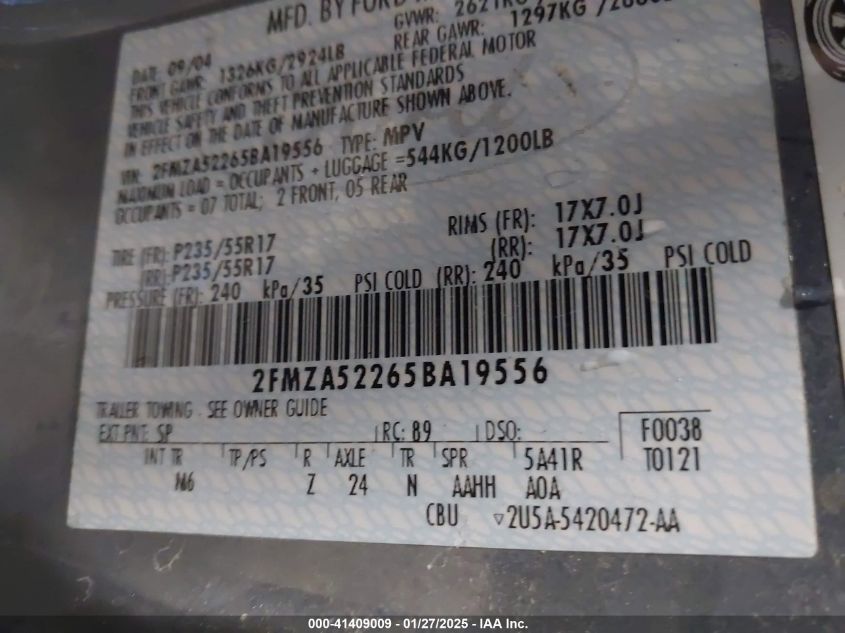 MFD. BY FORD
DATE: 09/04 GVWR:
FRONT GAWR: 1326KG/2924LB REAR GAWR: 1297KG
THIS VEHICLE CONFORMS TO ALL APPLICABLE FEDERAL MOTOR
VEHICLE SAFETY AND THEFT PREVENTION STANDARDS
IN EFFECT ON THE DATE OF MANUFACTURE SHOWN ABOVE.
VIN: 2FMZA52265BA19556 TYPE: MPV
MAXIMUM LOAD = OCCUPANTS + LUGGAGE =544KG/1200LB
OCCUPANTS = 07 TOTAL; 2 FRONT, 05 REAR
RIMS (FR): 17X7.0J
TIRE (FR): P235/55R17 (RR): 17X7.0J
(RR): P235/55R17
PRESSURE (FR): 240 kPa/35 PSI COLD (RR): 240 kPa/35 PSI COLD
2FMZA52265BA19556
TRAILER TOWING - SEE OWNER GUIDE
EXT PNT: SP RC: 89 DSO: F0038
INT TR TP/PS R AXLE TR SPR 5A41R T0121
M6 Z 24 N AAHH AOA
CBU ▽2U5A-5420472-AA
000-41409009 - 01/27/2025 - IAA Inc.